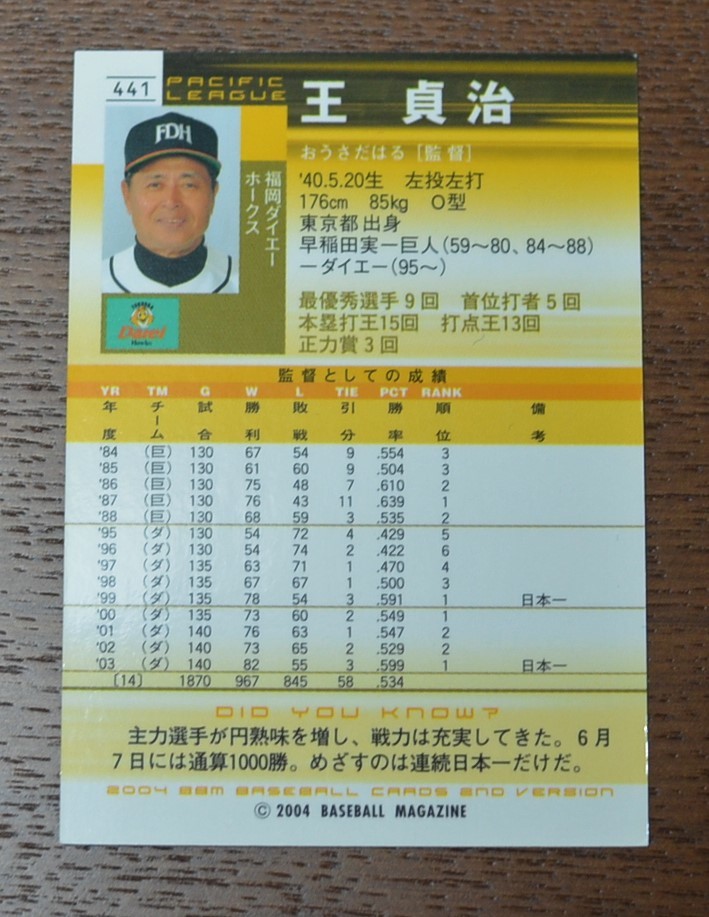 441
PACIFIC
LEAGUE
王 貞治
おうさだはる［監督］
FDH
福岡ダイエー
ホークス
'40.5.20生 左投左打
176cm 85kg O型
東京都出身
早稲田実ー巨人（59〜80、84〜88）
ーダイエー（95〜）
Daiei
Hawks
最優秀選手9回 首位打者5回
本塁打王15回 打点王13回
正力賞3回
監督としての成績
YR TM G W L TIE PCT RANK
年度 チーム 試合 勝利 敗戦 引分 勝率 順位 備考
'84 （巨） 130 67 54 9 .554 3
'85 （巨） 130 61 60 9 .504 3
'86 （巨） 130 75 48 7 .610 2
'87 （巨） 130 76 43 11 .639 1
'88 （巨） 130 68 59 3 .535 2
'95 （ダ） 130 54 72 4 .429 5
'96 （ダ） 130 54 74 2 .422 6
'97 （ダ） 135 63 71 1 .470 4
'98 （ダ） 135 67 67 1 .500 3
'99 （ダ） 135 78 54 3 .591 1 日本一
'00 （ダ） 135 73 60 2 .549 1
'01 （ダ） 140 76 63 1 .547 2
'02 （ダ） 140 73 65 2 .529 2
'03 （ダ） 140 82 55 3 .599 1 日本一
〔14〕 1870 967 845 58 .534
DID YOU KNOW?
主力選手が円熟味を増し、戦力は充実してきた。6月
7日には通算1000勝。めざすのは連続日本一だけだ。
2004 BBM BASEBALL CARDS 2ND VERSION
© 2004 BASEBALL MAGAZINE